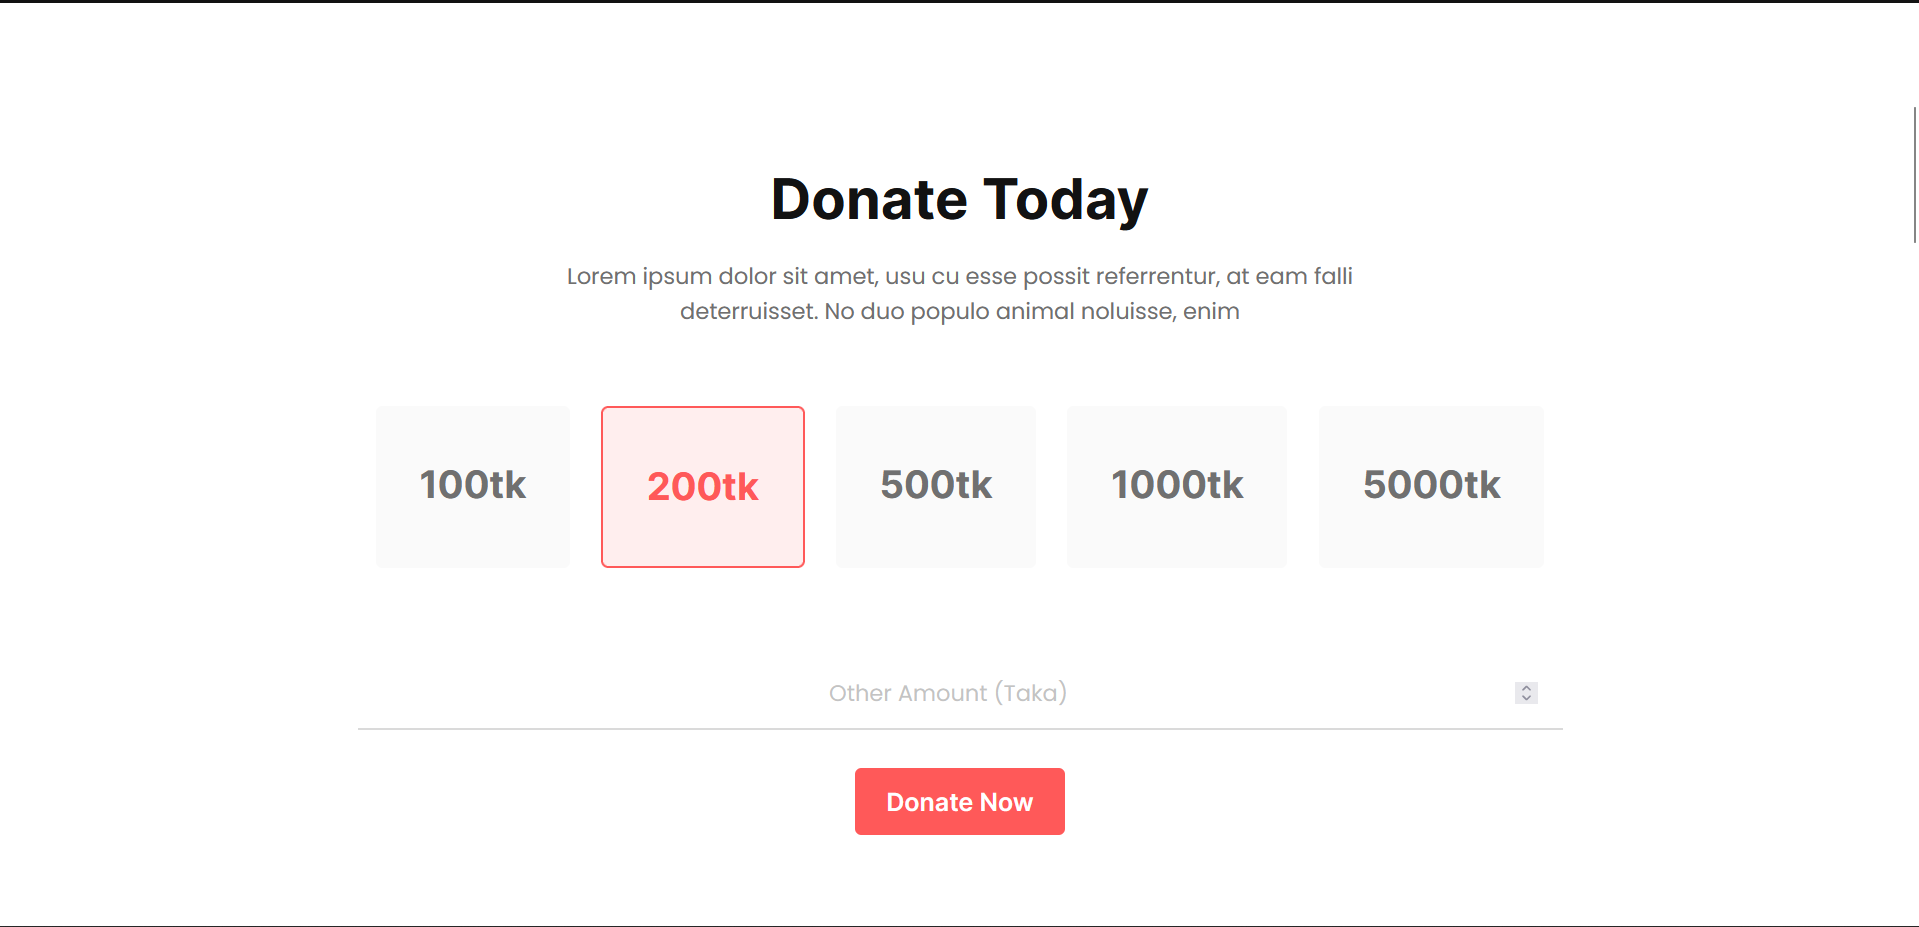 Donate Today
Lorem ipsum dolor sit amet, usu cu esse possit referrentur, at eam falli
deterruisset. No duo populo animal noluisse, enim
100tk 200tk 500tk 1000tk 5000tk
Other Amount (Taka)
Donate Now